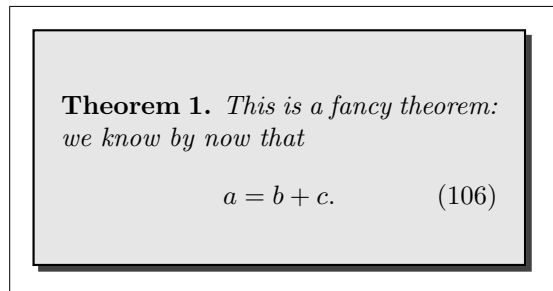 Theorem 1. This is a fancy theorem:
we know by now that
a = b + c. (106)